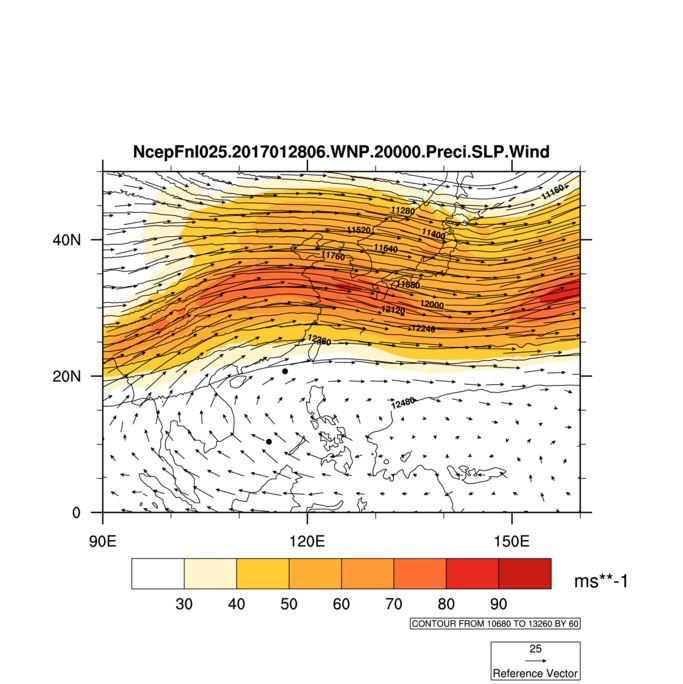 NcepFnl025.2017012806.WNP.20000.Preci.SLP.Wind
11160
11280
11520
11400
40N
11640
11760
11880
12000
12120
12246
12360
20N
12480
0
90E 120E 150E
ms**-1
30 40 50 60 70 80 90
CONTOUR FROM 10680 TO 13260 BY 60
25
Reference Vector